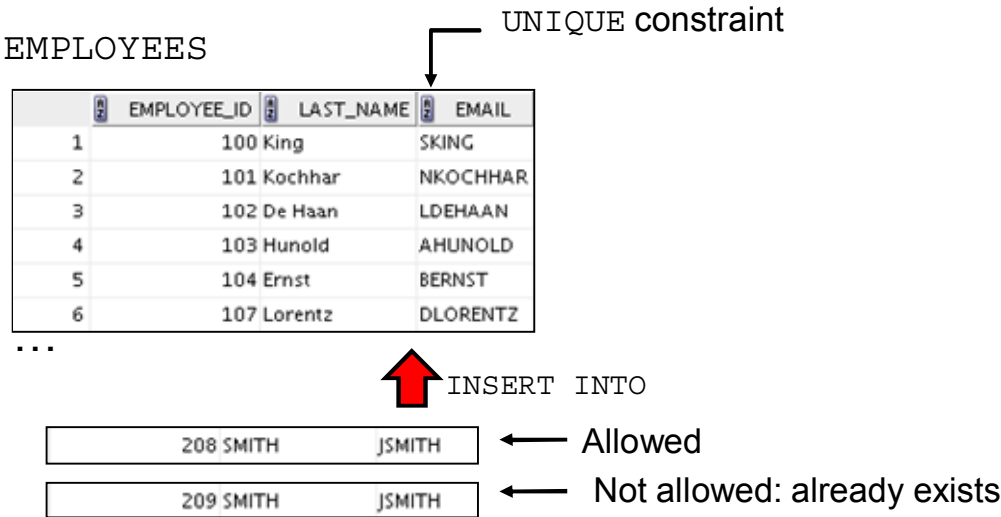 UNIQUE constraint
EMPLOYEES
EMPLOYEE_ID LAST_NAME EMAIL
1 100 King SKING
2 101 Kochhar NKOCHHAR
3 102 De Haan LDEHAAN
4 103 Hunold AHUNOLD
5 104 Ernst BERNST
6 107 Lorentz DLORENTZ
...
INSERT INTO
208 SMITH JSMITH Allowed
209 SMITH JSMITH Not allowed: already exists